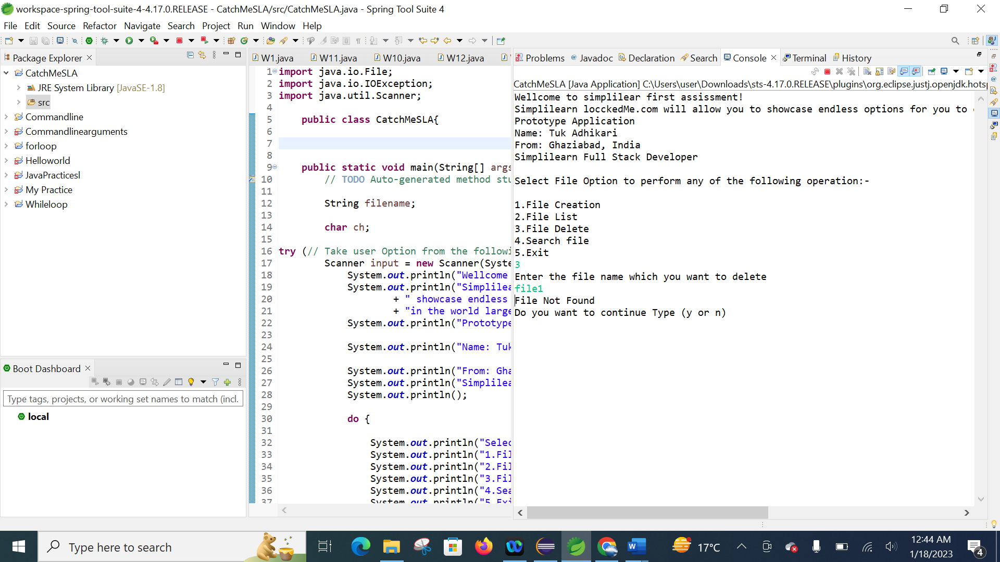 workspace-spring-tool-suite-4-4.17.0.RELEASE - CatchMeSLA/src/CatchMeSLA.java - Spring Tool Suite 4
File Edit Source Refactor Navigate Search Project Run Window Help
Package Explorer
CatchMeSLA
JRE System Library [JavaSE-1.8]
src
Commandline
Commandlinearguments
forloop
Helloworld
JavaPracticesl
My Practice
Whileloop
Boot Dashboard
Type tags, projects, or working set names to match (incl.
local
W1.java W11.java W10.java W12.java
1 import java.io.File;
2 import java.io.IOException;
3 import java.util.Scanner;
4
5 public class CatchMeSLA{
6
7
8
9 public static void main(String[] args
10 // TODO Auto-generated method stu
11
12 String filename;
13
14 char ch;
15
16 try (// Take user Option from the followi
17 Scanner input = new Scanner(Syste
18 System.out.println("Wellcome
19 System.out.println("Simplilea
20 + " showcase endless
21 + "in the world large
22 System.out.println("Prototype
23
24 System.out.println("Name: Tuk
25
26 System.out.println("From: Gha
27 System.out.println("Simplilea
28 System.out.println();
29
30 do {
31
32 System.out.println("Selec
33 System.out.println("1.Fil
34 System.out.println("2.Fil
35 System.out.println("3.Fil
36 System.out.println("4.Sea
37 System.out.println("5.Exi
Problems Javadoc Declaration Search Console Terminal History
CatchMeSLA [Java Application] C:\Users\user\Downloads\sts-4.17.0.RELEASE\plugins\org.eclipse.justj.openjdk.hotsp
Wellcome to simplilear first assissment!
Simplilearn locckedMe.com will allow you to showcase endless options for you to
Prototype Application
Name: Tuk Adhikari
From: Ghaziabad, India
Simplilearn Full Stack Developer
Select File Option to perform any of the following operation:-
1.File Creation
2.File List
3.File Delete
4.Search file
5.Exit
3
Enter the file name which you want to delete
file1
File Not Found
Do you want to continue Type (y or n)
Type here to search
17°C
12:44 AM
1/18/2023
4